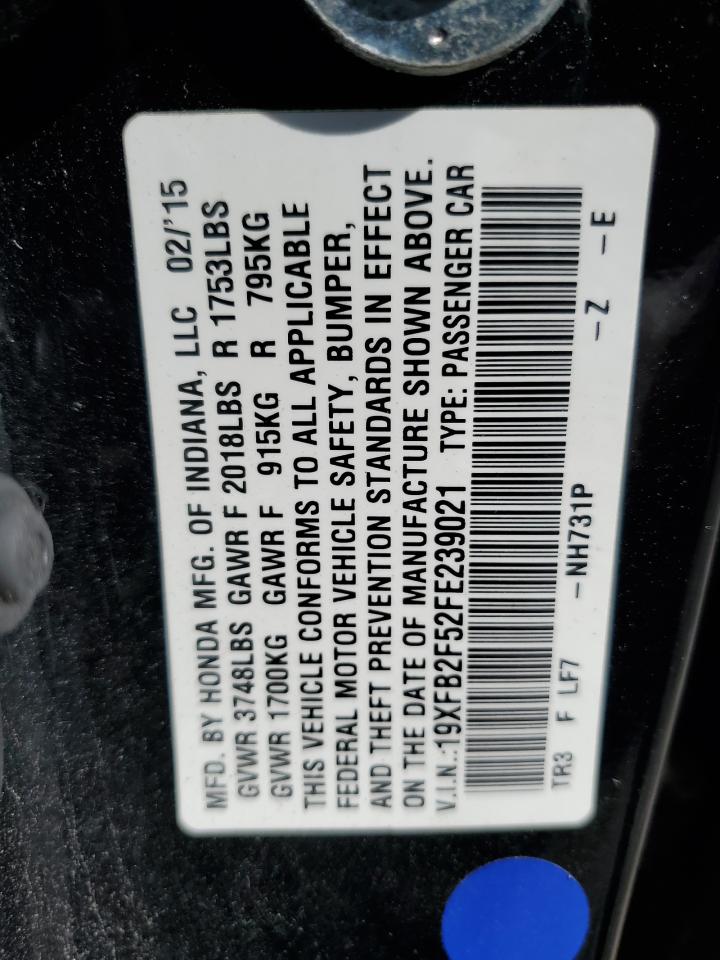 MFD. BY HONDA MFG. OF INDIANA, LLC 02/'15
GVWR 3748LBS GAWR F 2018LBS R 1753LBS
GVWR 1700KG GAWR F 915KG R 795KG
THIS VEHICLE CONFORMS TO ALL APPLICABLE
FEDERAL MOTOR VEHICLE SAFETY, BUMPER,
AND THEFT PREVENTION STANDARDS IN EFFECT
ON THE DATE OF MANUFACTURE SHOWN ABOVE.
V.I.N.:19XFB2F52FE239021 TYPE: PASSENGER CAR
TR3 F LF7 -NH731P -Z -E